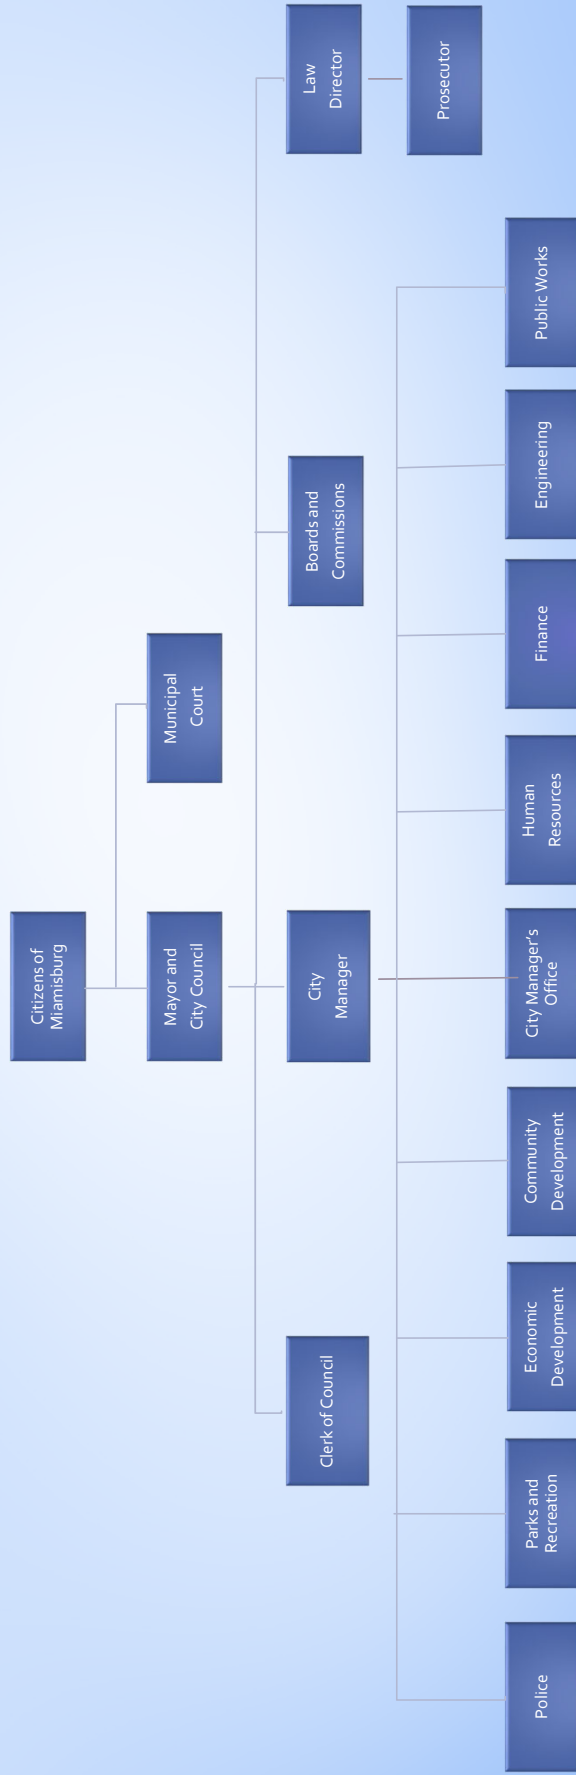 Citizens of
Miamisburg
Mayor and
City Council
Municipal
Court
Clerk of Council
City
Manager
Boards and
Commissions
Law
Director
Prosecutor
Police
Parks and
Recreation
Economic
Development
Community
Development
City Manager’s
Office
Human
Resources
Finance
Engineering
Public Works